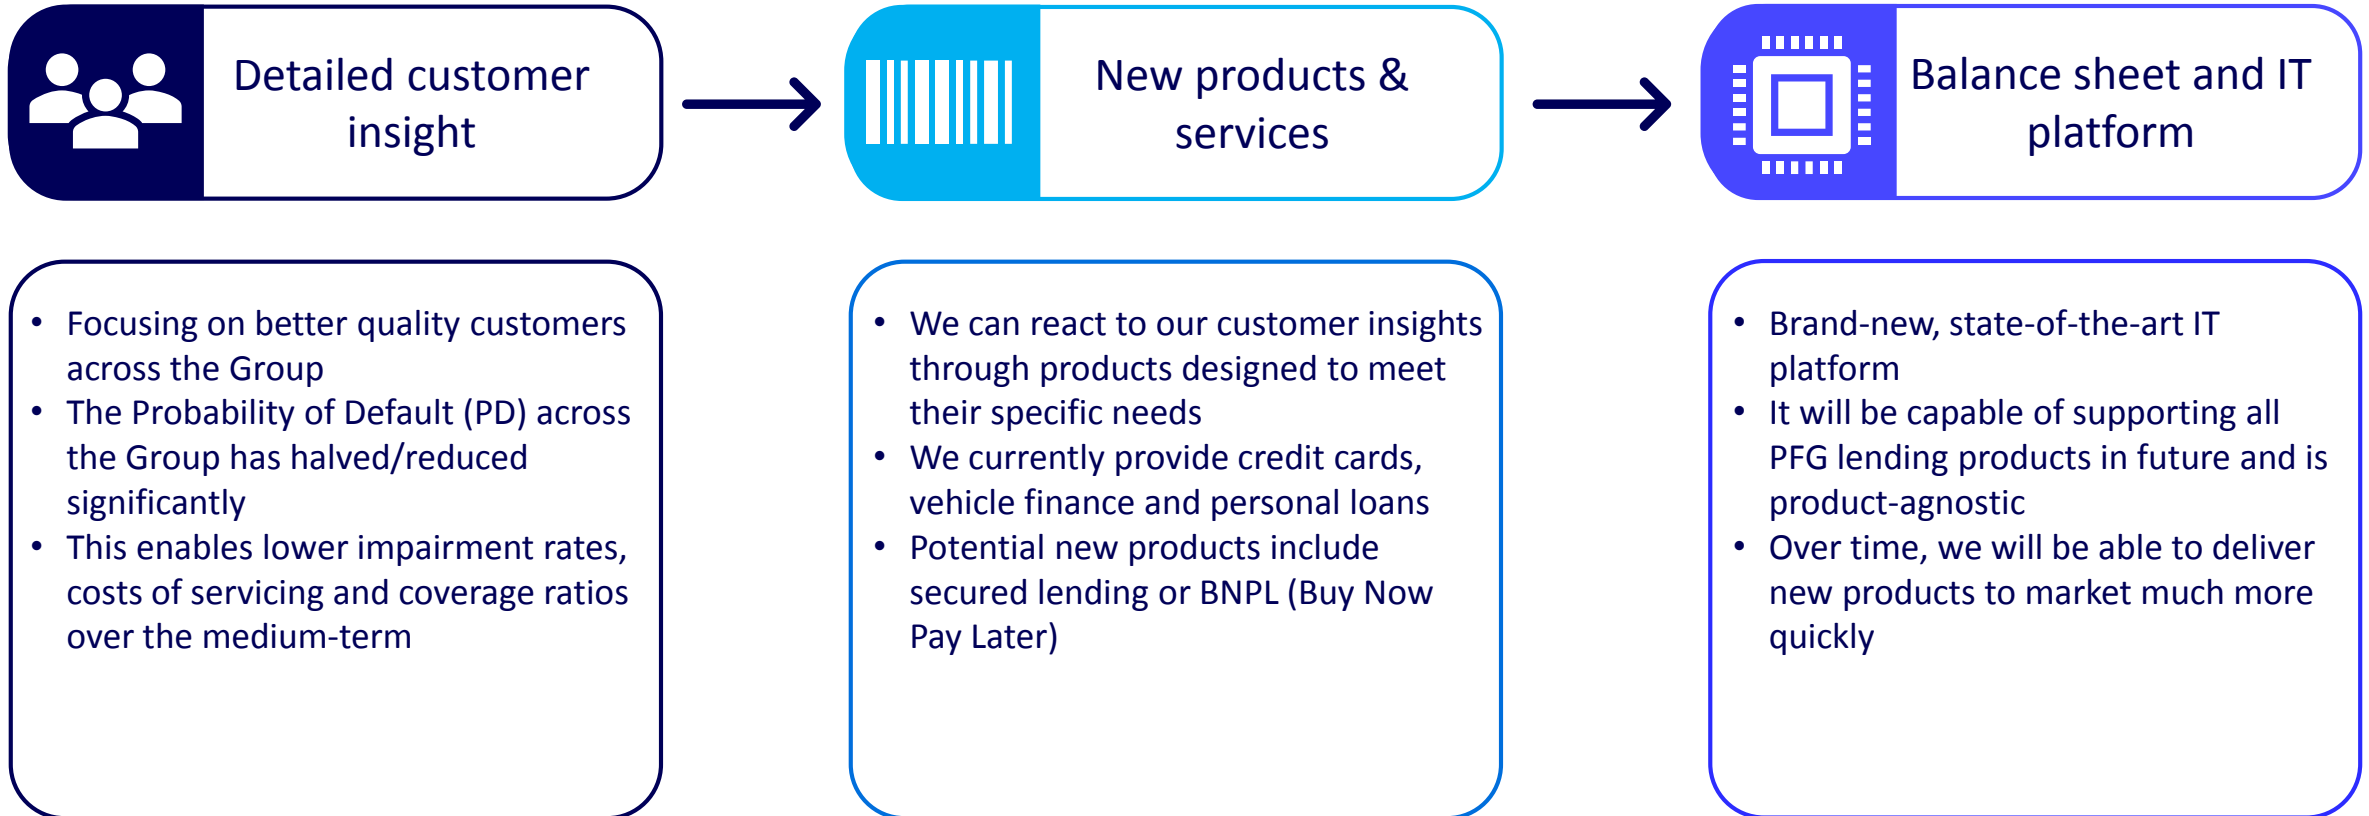 Detailed customer
insight
New products &
services
Balance sheet and IT
platform
• Focusing on better quality customers
across the Group
• The Probability of Default (PD) across
the Group has halved/reduced
significantly
• This enables lower impairment rates,
costs of servicing and coverage ratios
over the medium-term
• We can react to our customer insights
through products designed to meet
their specific needs
• We currently provide credit cards,
vehicle finance and personal loans
• Potential new products include
secured lending or BNPL (Buy Now
Pay Later)
• Brand-new, state-of-the-art IT
platform
• It will be capable of supporting all
PFG lending products in future and is
product-agnostic
• Over time, we will be able to deliver
new products to market much more
quickly